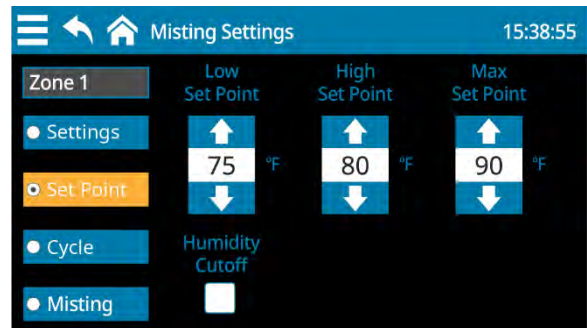 Misting Settings
15:38:55
Zone 1
Settings
Set Point
Cycle
Misting
Low
Set Point
75 °F
High
Set Point
80 °F
Max
Set Point
90 °F
Humidity
Cutoff